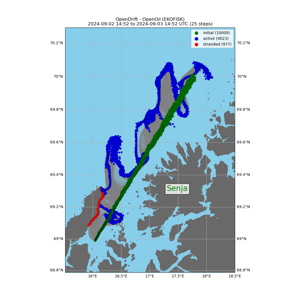 OpenDrift - OpenOil (EKOFISK)
2024-09-02 14:52 to 2024-09-03 14:52 UTC (25 steps)
initial (10000)
active (9023)
stranded (977)
70.2°N
70.2°N
70°N
70°N
69.8°N
69.8°N
69.6°N
69.6°N
69.4°N
69.4°N
Senja
69.2°N
69.2°N
69°N
69°N
68.8°N
68.8°N
16°E
16.5°E
17°E
17.5°E
18°E
18.5°E